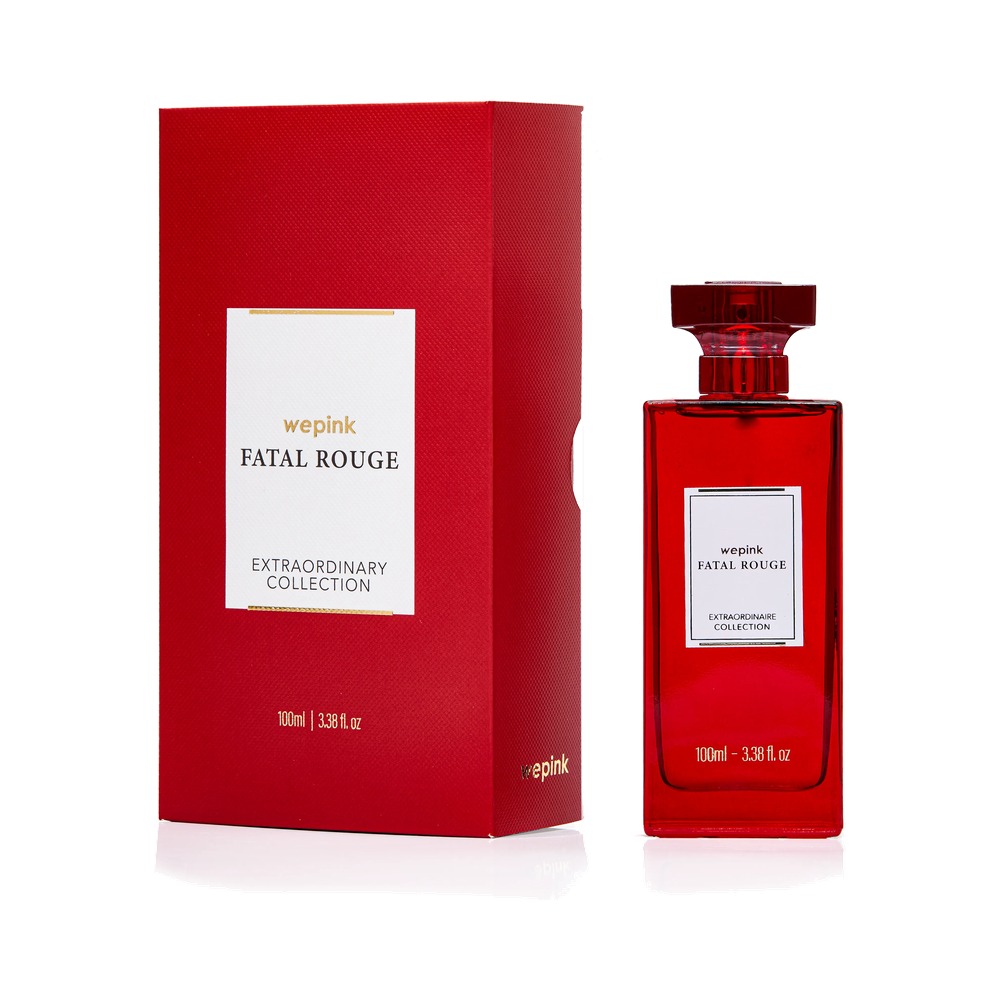 wepink
FATAL ROUGE
EXTRAORDINARY
COLLECTION
100ml | 3.38 fl. oz
wepink
wepink
FATAL ROUGE
EXTRAORDINAIRE
COLLECTION
100ml - 3.38 fl. oz